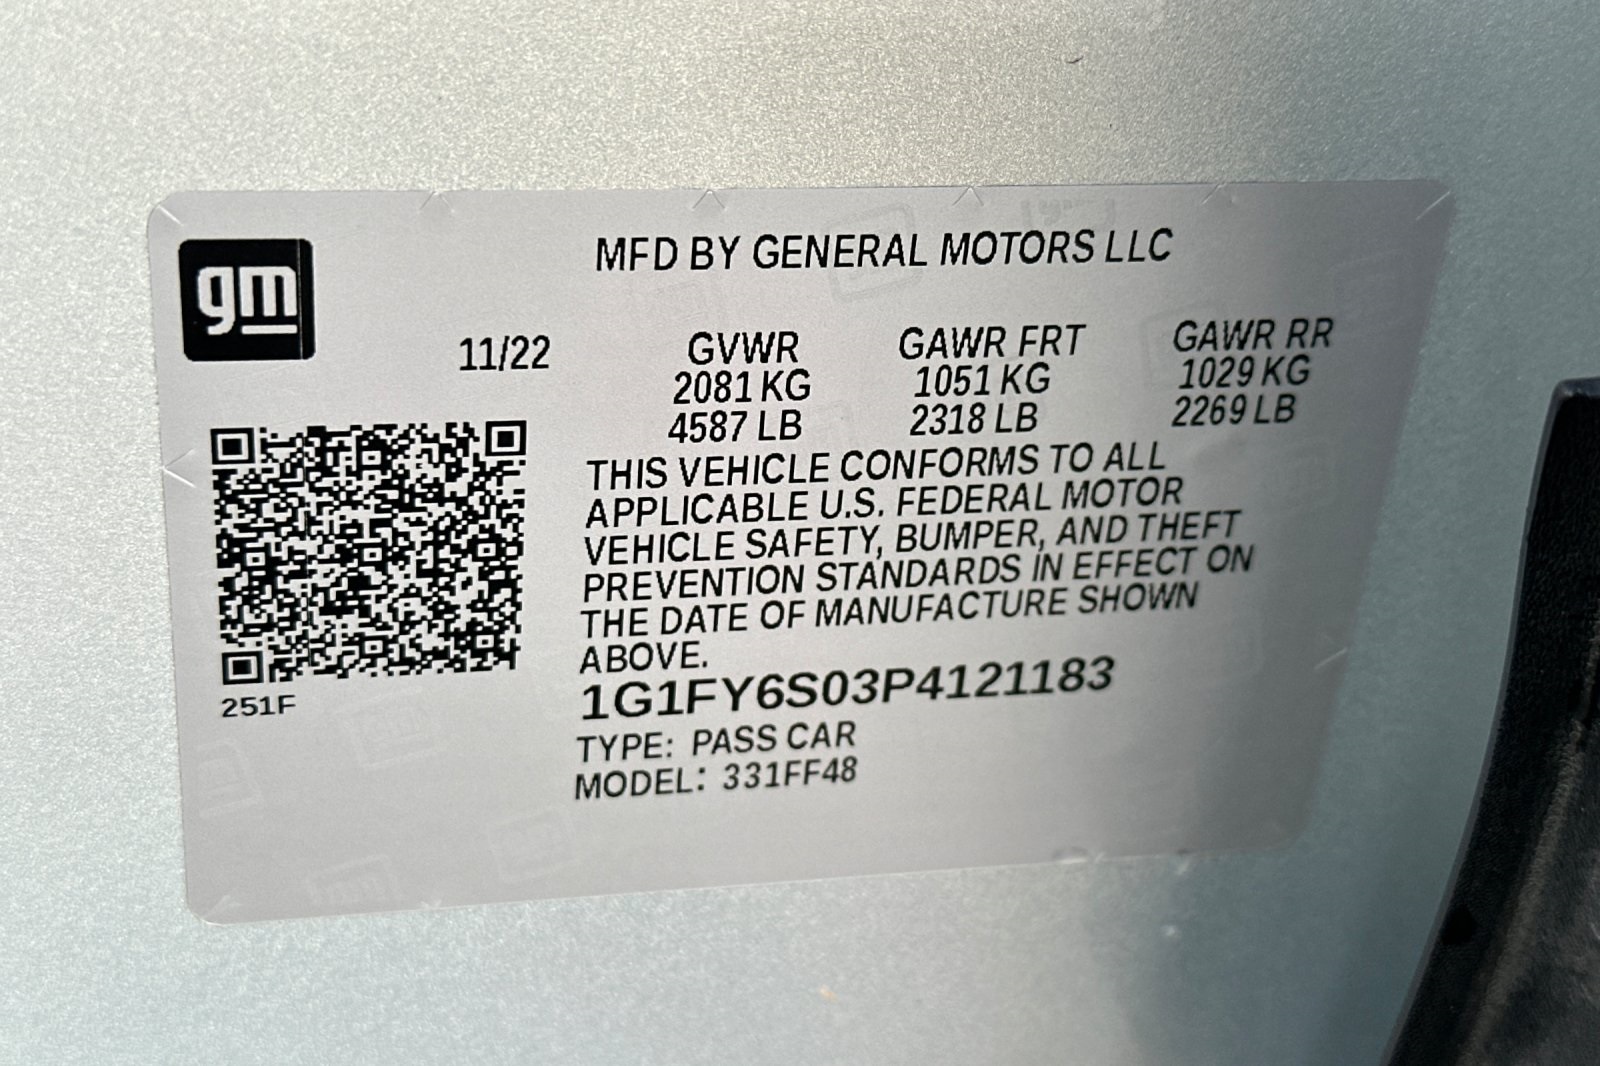 gm
MFD BY GENERAL MOTORS LLC
11/22 GVWR GAWR FRT GAWR RR
2081 KG 1051 KG 1029 KG
4587 LB 2318 LB 2269 LB
THIS VEHICLE CONFORMS TO ALL
APPLICABLE U.S. FEDERAL MOTOR
VEHICLE SAFETY, BUMPER, AND THEFT
PREVENTION STANDARDS IN EFFECT ON
THE DATE OF MANUFACTURE SHOWN
ABOVE.
1G1FY6S03P4121183
251F
TYPE: PASS CAR
MODEL: 331FF48